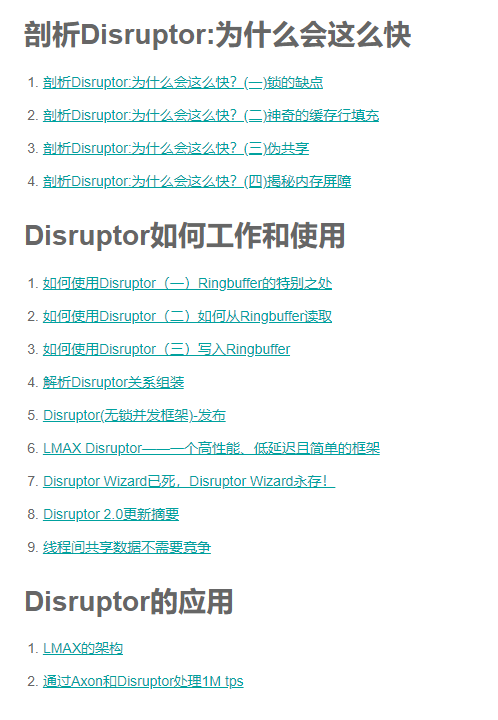 剖析Disruptor:为什么会这么快
1. 剖析Disruptor:为什么会这么快？(一)锁的缺点
2. 剖析Disruptor:为什么会这么快？(二)神奇的缓存行填充
3. 剖析Disruptor:为什么会这么快？(三)伪共享
4. 剖析Disruptor:为什么会这么快？(四)揭秘内存屏障
Disruptor如何工作和使用
1. 如何使用Disruptor（一）Ringbuffer的特别之处
2. 如何使用Disruptor（二）如何从Ringbuffer读取
3. 如何使用Disruptor（三）写入Ringbuffer
4. 解析Disruptor关系组装
5. Disruptor(无锁并发框架)-发布
6. LMAX Disruptor——一个高性能、低延迟且简单的框架
7. Disruptor Wizard已死，Disruptor Wizard永存！
8. Disruptor 2.0更新摘要
9. 线程间共享数据不需要竞争
Disruptor的应用
1. LMAX的架构
2. 通过Axon和Disruptor处理1M tps